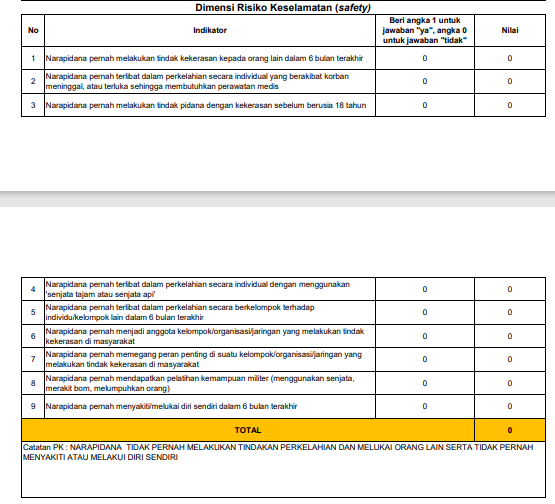 Dimensi Risiko Keselamatan (safety)
No Indikator Beri angka 1 untuk jawaban "ya", angka 0 untuk jawaban "tidak" Nilai
1 Narapidana pernah melakukan tindak kekerasan kepada orang lain dalam 6 bulan terakhir 0 0
2 Narapidana pernah terlibat dalam perkelahian secara individual yang berakibat korban
meninggal, atau terluka sehingga membutuhkan perawatan medis 0 0
3 Narapidana pernah melakukan tindak pidana dengan kekerasan sebelum berusia 18 tahun 0 0
4 Narapidana pernah terlibat dalam perkelahian secara individual dengan menggunakan
'senjata tajam atau senjata api' 0 0
5 Narapidana pernah terlibat dalam perkelahian secara berkelompok terhadap
individu/kelompok lain dalam 6 bulan terakhir 0 0
6 Narapidana pernah menjadi anggota kelompok/organisasi/jaringan yang melakukan tindak
kekerasan di masyarakat 0 0
7 Narapidana pernah memegang peran penting di suatu kelompok/organisasi/jaringan yang
melakukan tindak kekerasan di masyarakat 0 0
8 Narapidana pernah mendapatkan pelatihan kemampuan militer (menggunakan senjata,
merakit bom, melumpuhkan orang) 0 0
9 Narapidana pernah menyakiti/melukai diri sendiri dalam 6 bulan terakhir 0 0
TOTAL 0
Catatan PK : NARAPIDANA TIDAK PERNAH MELAKUKAN TINDAKAN PERKELAHIAN DAN MELUKAI ORANG LAIN SERTA TIDAK PERNAH
MENYAKITI ATAU MELAKUI DIRI SENDIRI